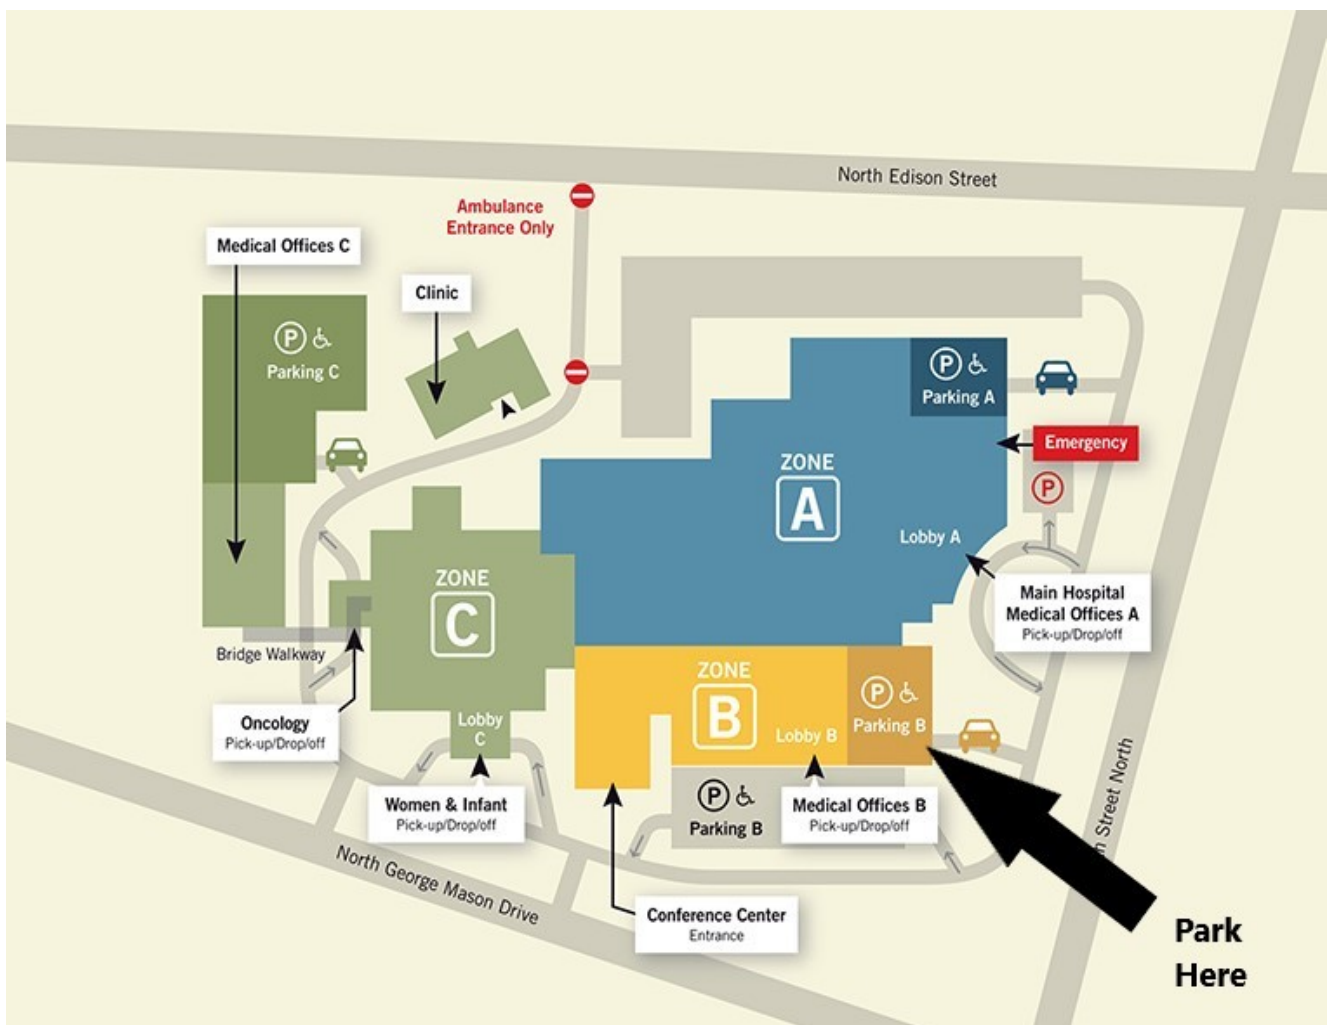 North Edison Street
Ambulance
Entrance Only
Medical Offices C
Clinic
P
Parking C
P
Parking A
Emergency
P
ZONE
A
Lobby A
Main Hospital
Medical Offices A
Pick-up/Drop/off
ZONE
C
Bridge Walkway
Oncology
Pick-up/Drop/off
Lobby
C
ZONE
B
Lobby B
P
Parking B
Women & Infant
Pick-up/Drop/off
P
Parking B
Medical Offices B
Pick-up/Drop/off
Street North
North George Mason Drive
Conference Center
Entrance
Park
Here